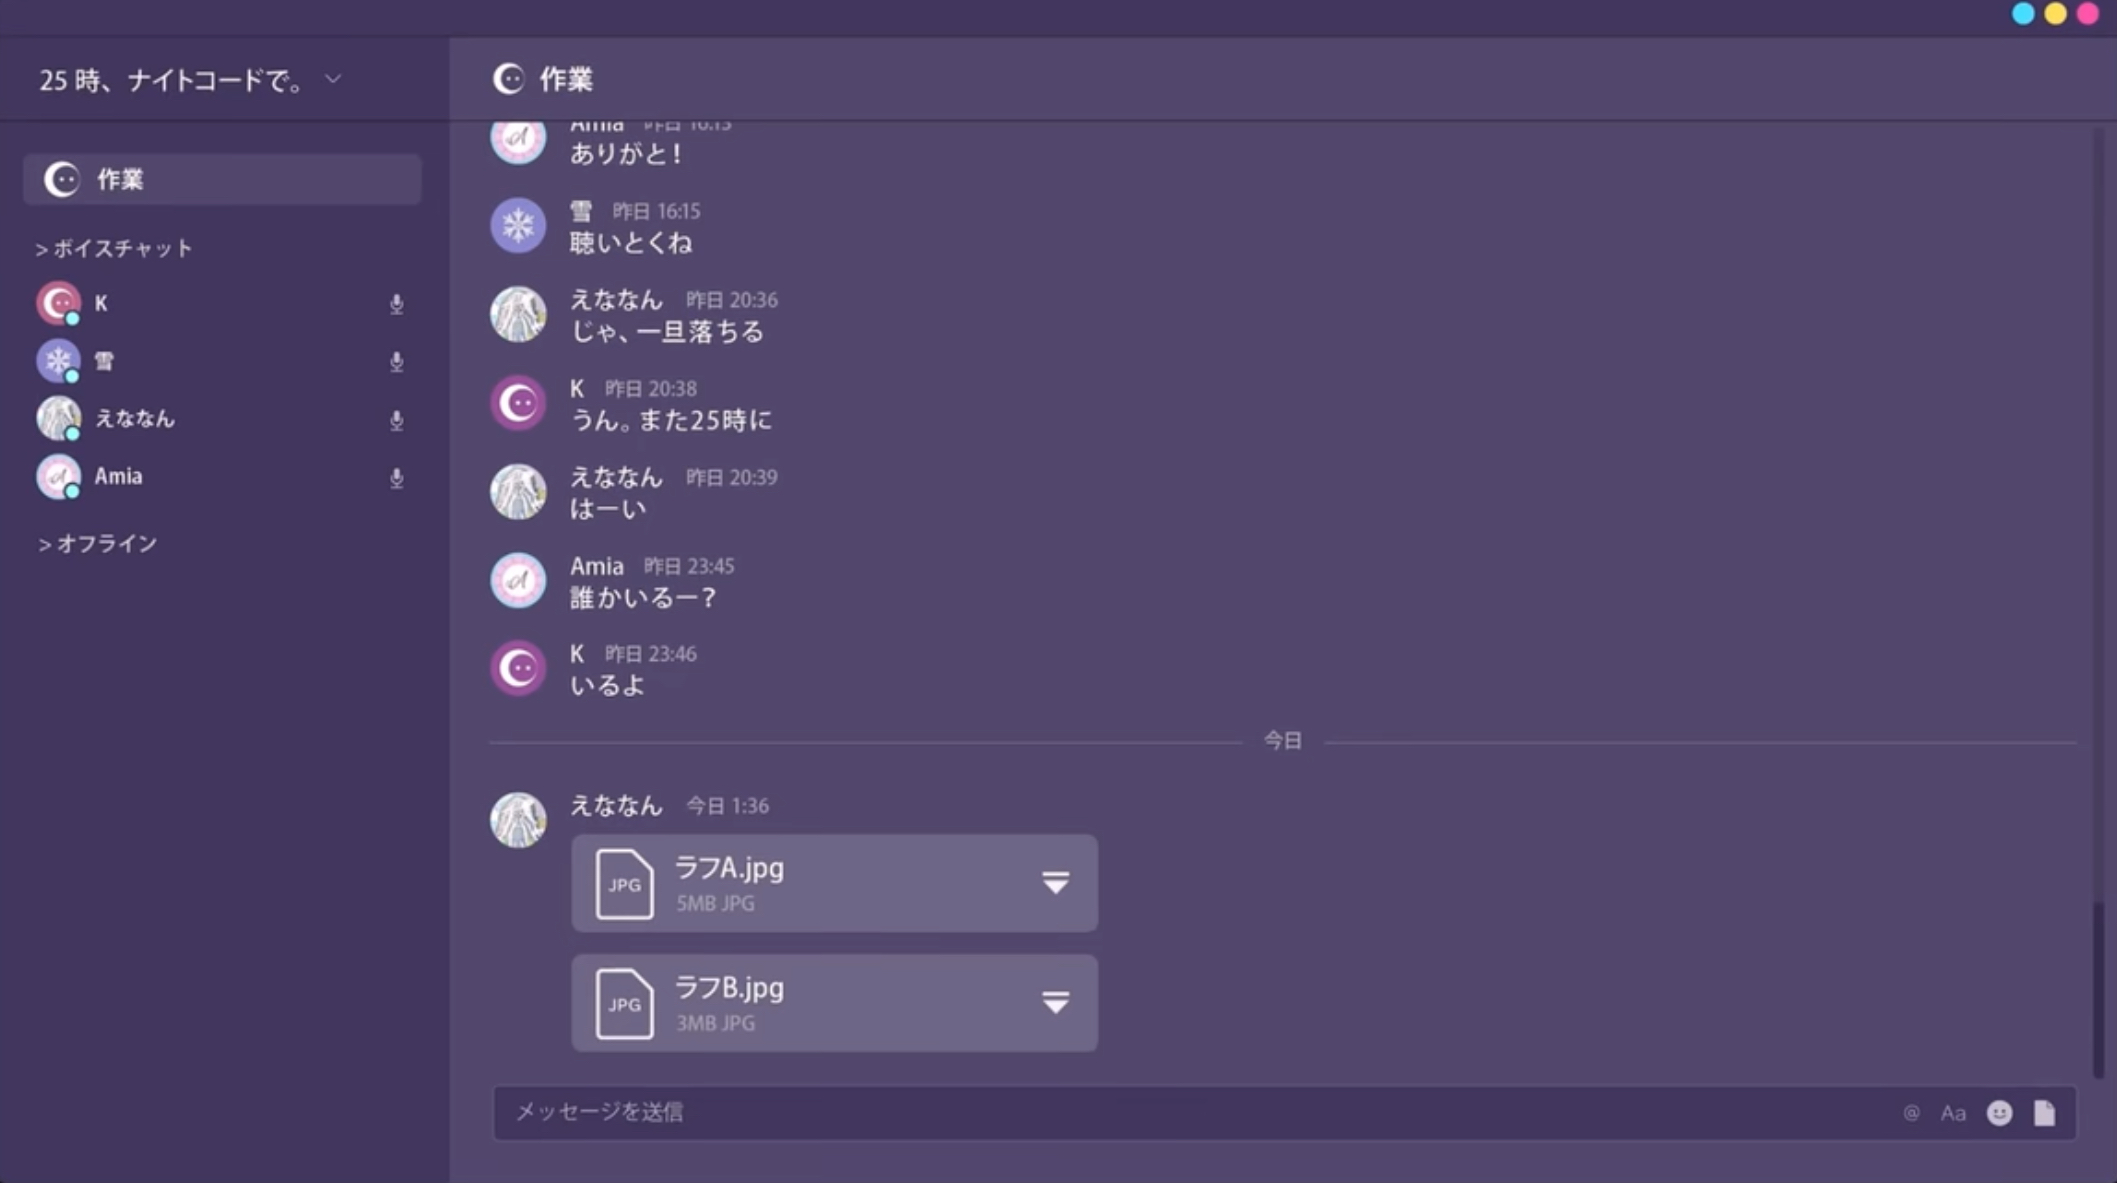 25 時、ナイトコードで。
作業
> ボイスチャット
K
雪
えななん
Amia
> オフライン
作業
Amia 昨日 16:13
ありがと!
雪 昨日 16:15
聴いとくね
えななん 昨日 20:36
じゃ、一旦落ちる
K 昨日 20:38
うん。また25時に
えななん 昨日 20:39
はーい
Amia 昨日 23:45
誰かいるー?
K 昨日 23:46
いるよ
今日
えななん 今日 1:36
JPG
ラフA.jpg
5MB JPG
JPG
ラフB.jpg
3MB JPG
メッセージを送信
@ Aa